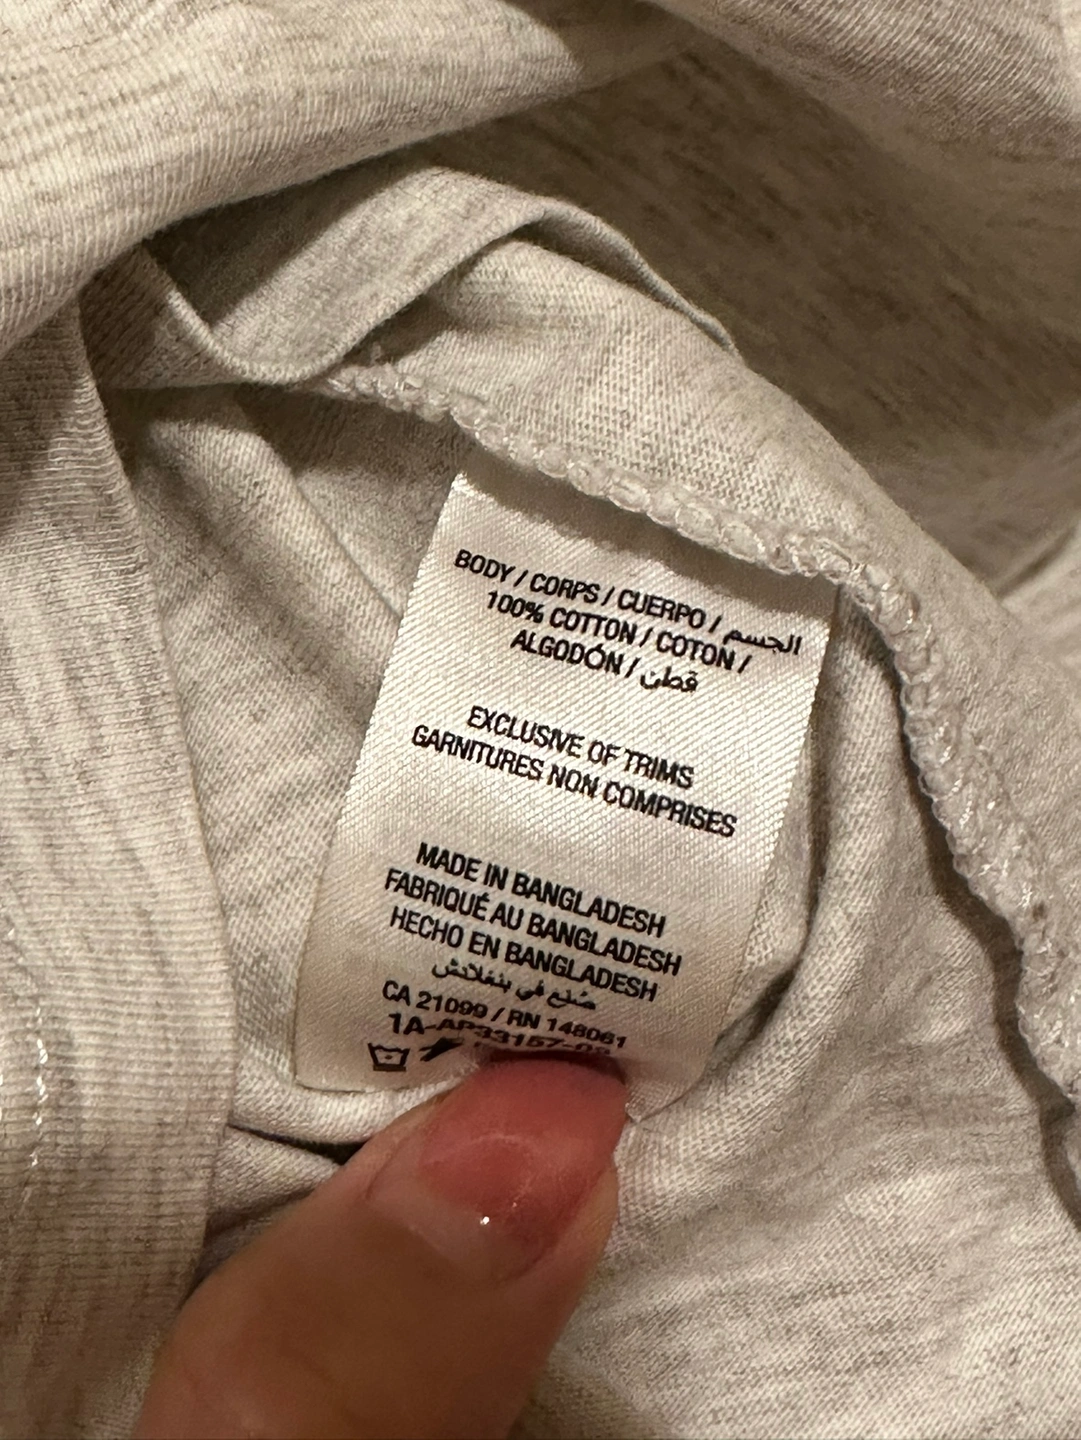 BODY / CORPS / CUERPO / الجسم
100% COTTON / COTON /
ALGODÓN / قطن
EXCLUSIVE OF TRIMS
GARNITURES NON COMPRISES
MADE IN BANGLADESH
FABRIQUÉ AU BANGLADESH
HECHO EN BANGLADESH
صُنع في بنغلادش
CA 21099 / RN 148061